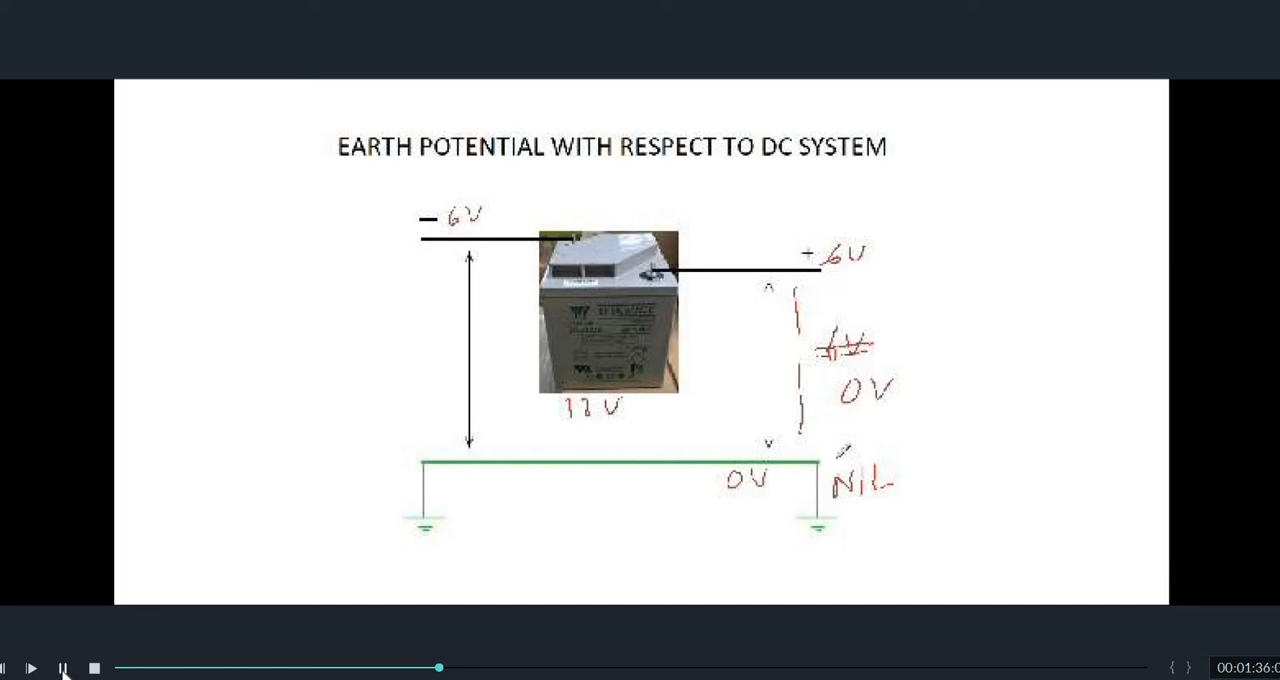 EARTH POTENTIAL WITH RESPECT TO DC SYSTEM
- 6V
+ 6V
12V
0V
0V
NiL
00:01:36:0